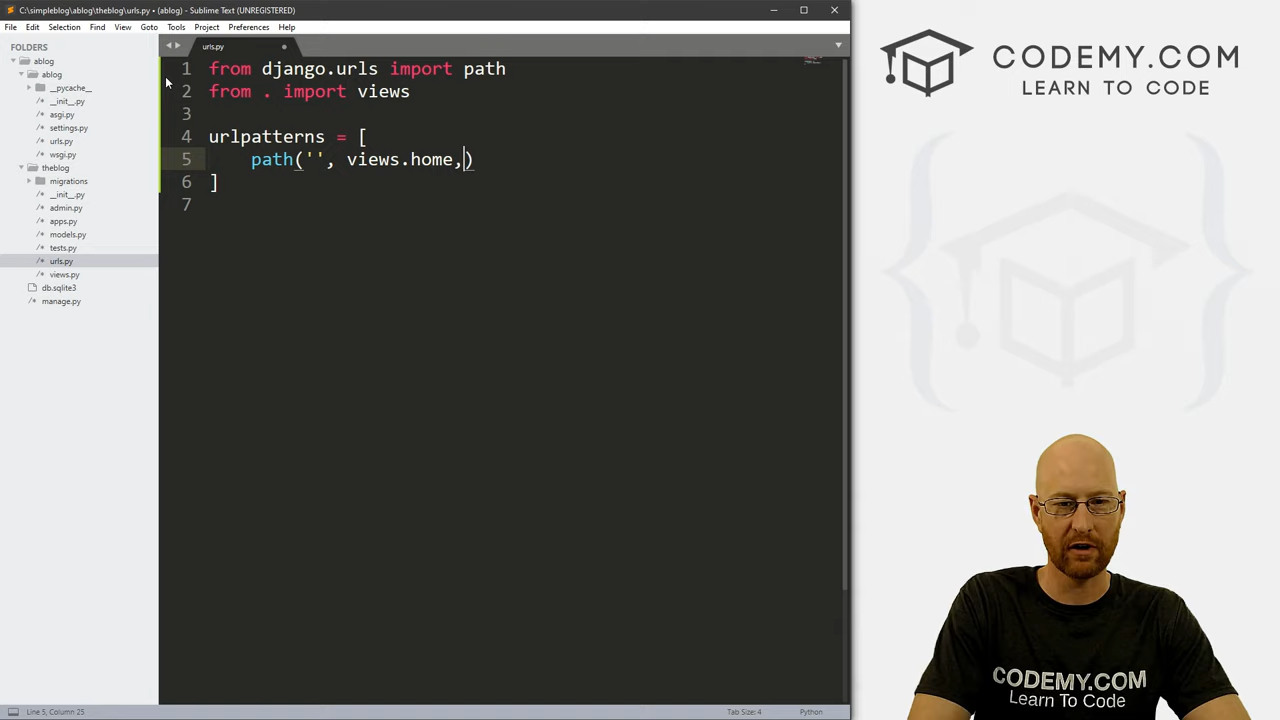 C:\simpleblog\ablog\theblog\urls.py • (ablog) - Sublime Text (UNREGISTERED)
File Edit Selection Find View Goto Tools Project Preferences Help
FOLDERS
ablog
ablog
__pycache__
__init__.py
asgi.py
settings.py
urls.py
wsgi.py
theblog
migrations
__init__.py
admin.py
apps.py
models.py
tests.py
urls.py
views.py
db.sqlite3
manage.py
urls.py
1 from django.urls import path
2 from . import views
3
4 urlpatterns = [
5 path('', views.home,)
6 ]
7
Line 5, Column 25
Tab Size: 4
Python
CODEMY.COM
LEARN TO CODE
CODEMY.COM
Learn To Code